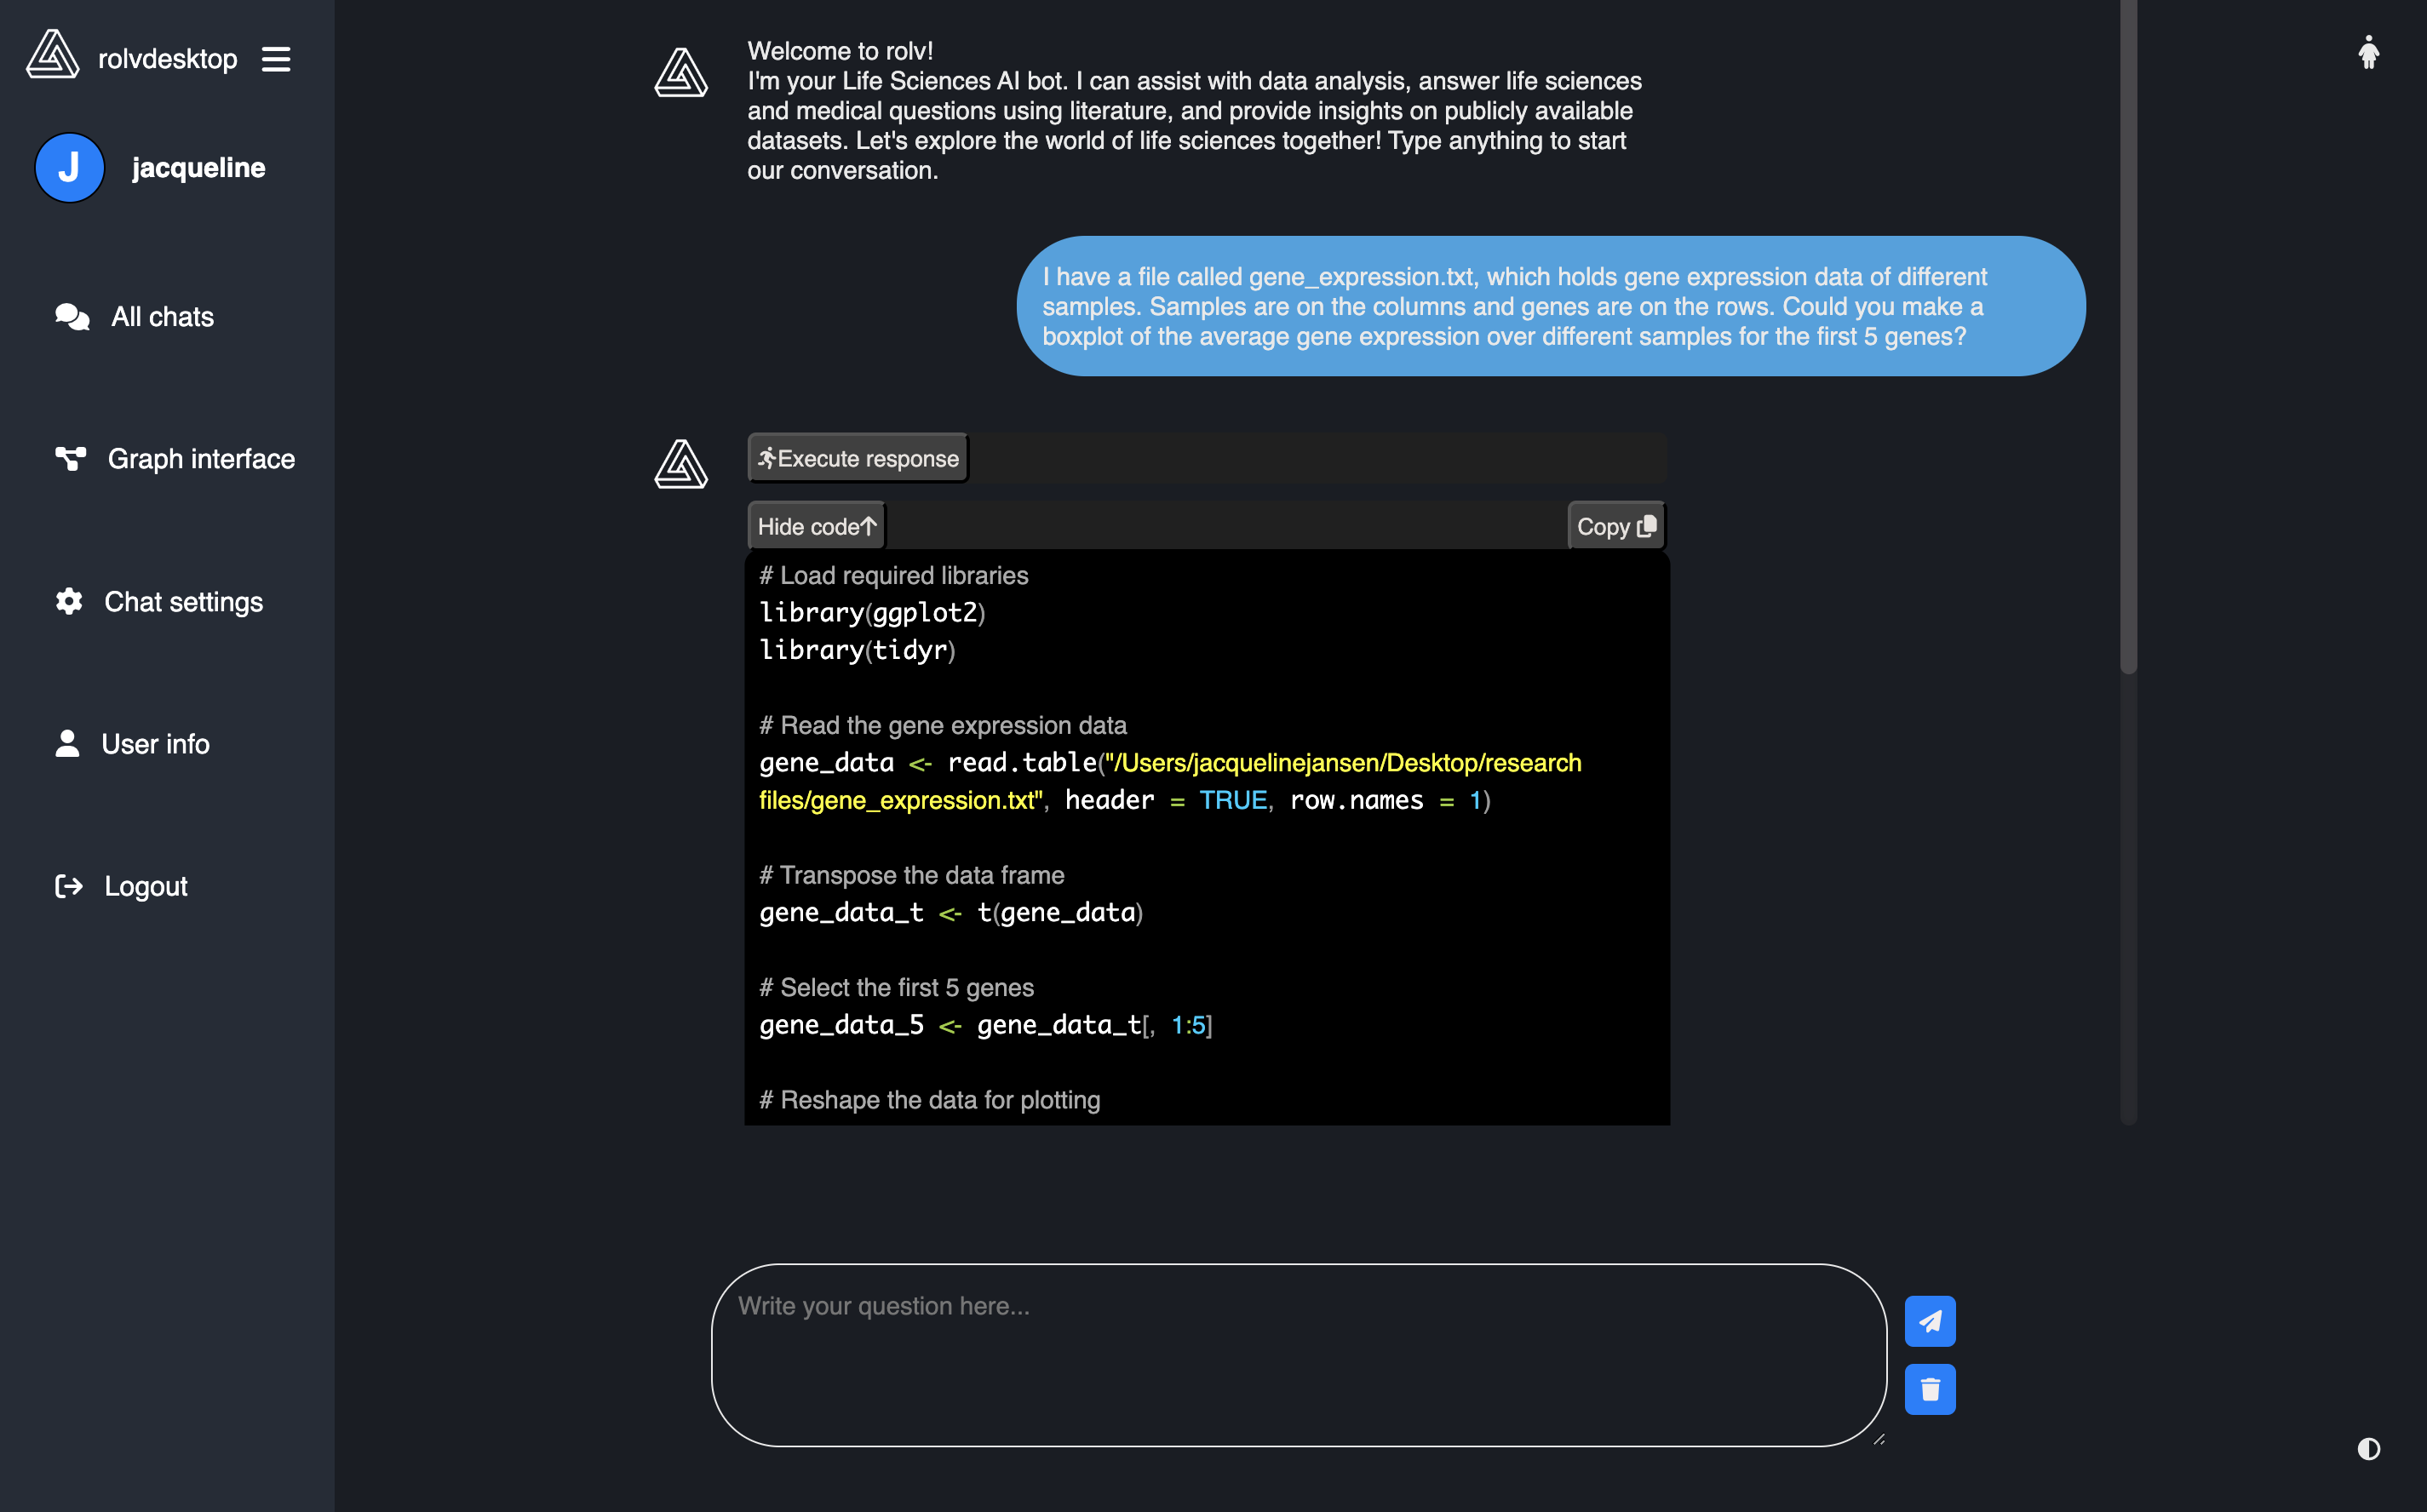 rolvdesktop
J
jacqueline
All chats
Graph interface
Chat settings
User info
Logout
Welcome to rolv!
I'm your Life Sciences AI bot. I can assist with data analysis, answer life sciences
and medical questions using literature, and provide insights on publicly available
datasets. Let's explore the world of life sciences together! Type anything to start
our conversation.
I have a file called gene_expression.txt, which holds gene expression data of different
samples. Samples are on the columns and genes are on the rows. Could you make a
boxplot of the average gene expression over different samples for the first 5 genes?
Execute response
Hide code
Copy
# Load required libraries
library(ggplot2)
library(tidyr)
# Read the gene expression data
gene_data <- read.table("/Users/jacquelinejansen/Desktop/research
files/gene_expression.txt", header = TRUE, row.names = 1)
# Transpose the data frame
gene_data_t <- t(gene_data)
# Select the first 5 genes
gene_data_5 <- gene_data_t[, 1:5]
# Reshape the data for plotting
Write your question here...